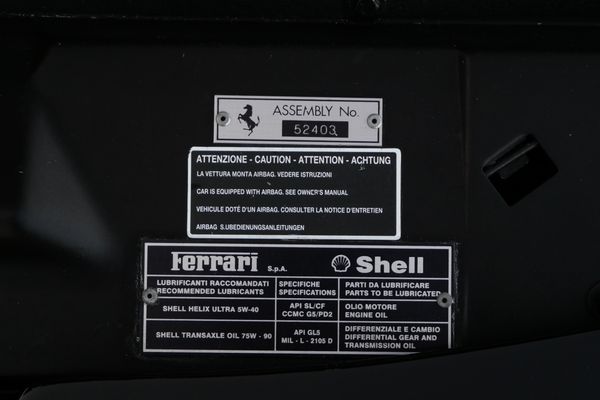 ASSEMBLY No.
52403
ATTENZIONE - CAUTION - ATTENTION - ACHTUNG
LA VETTURA MONTA AIRBAG. VEDERE ISTRUZIONI
CAR IS EQUIPPED WITH AIRBAG. SEE OWNER'S MANUAL
VEHICULE DOTÉ D'UN AIRBAG. CONSULTER LA NOTICE D'ENTRETIEN
AIRBAG S.UBEDIENUNGSANLEITUNGEN
Ferrari S.p.A.
Shell
LUBRIFICANTI RACCOMANDATI
RECOMMENDED LUBRICANTS
SPECIFICHE
SPECIFICATIONS
PARTI DA LUBRIFICARE
PARTS TO BE LUBRICATED
SHELL HELIX ULTRA 5W-40
API SL/CF
CCMC G5/PD2
OLIO MOTORE
ENGINE OIL
SHELL TRANSAXLE OIL 75W - 90
API GL5
MIL - L - 2105 D
DIFFERENZIALE E CAMBIO
DIFFERENTIAL GEAR AND
TRANSMISSION OIL